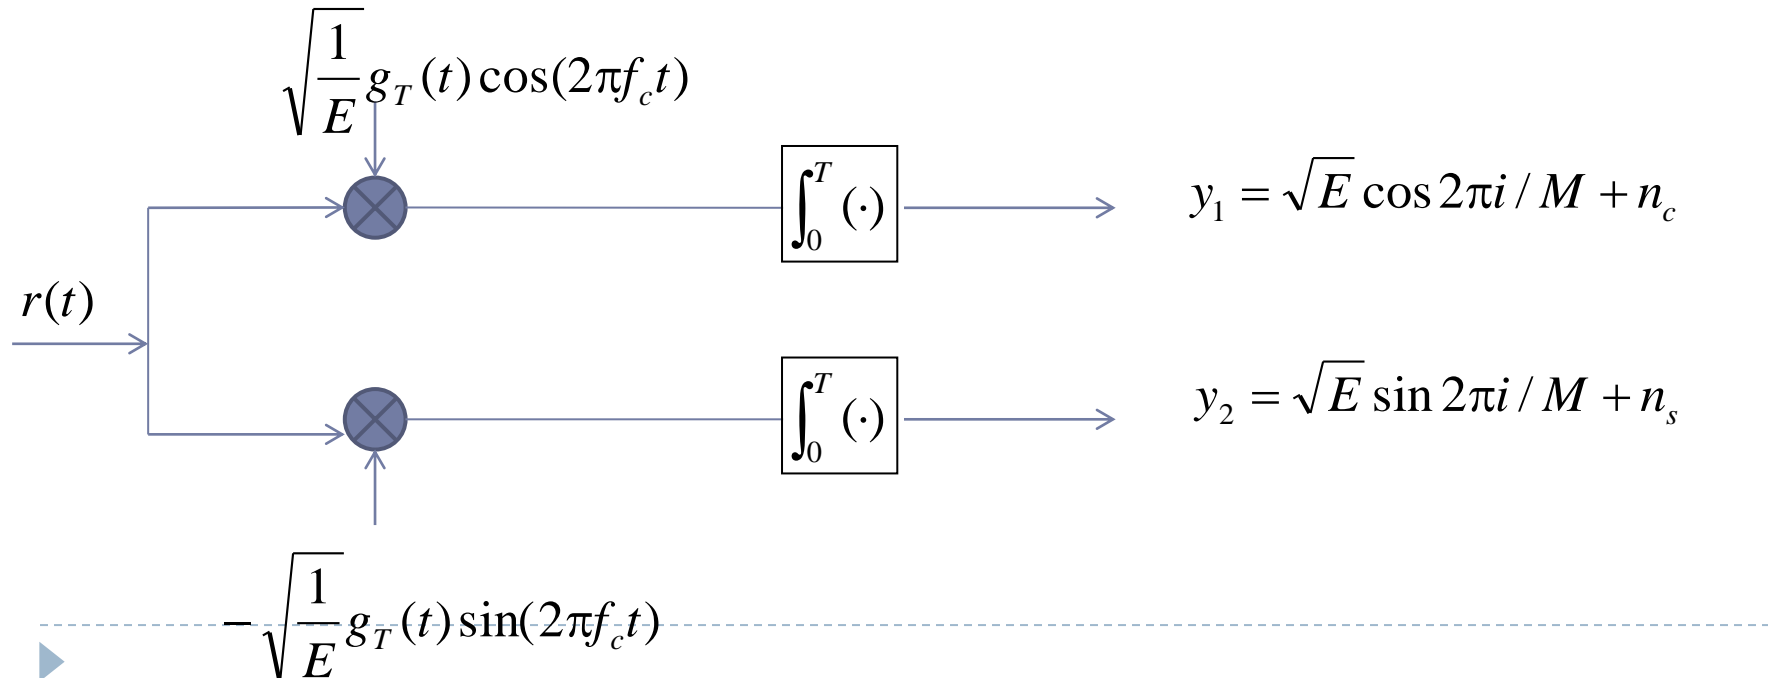 √(1/E) g_T(t) cos(2πf_c t)
∫_0^T (·)
y_1 = √E cos 2πi / M + n_c
r(t)
∫_0^T (·)
y_2 = √E sin 2πi / M + n_s
− √(1/E) g_T(t) sin(2πf_c t)